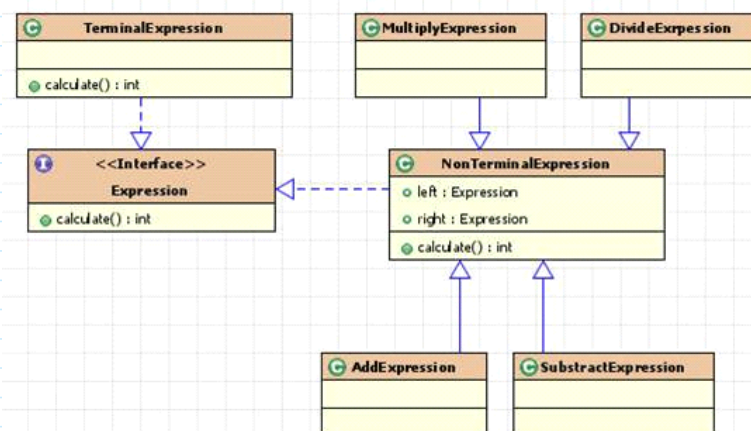 TerminalExpression
calculate() : int
MultiplyExpression
DivideExrpession
<<Interface>>
Expression
calculate() : int
NonTerminalExpression
left : Expression
right : Expression
calculate() : int
AddExpression
SubstractExpression